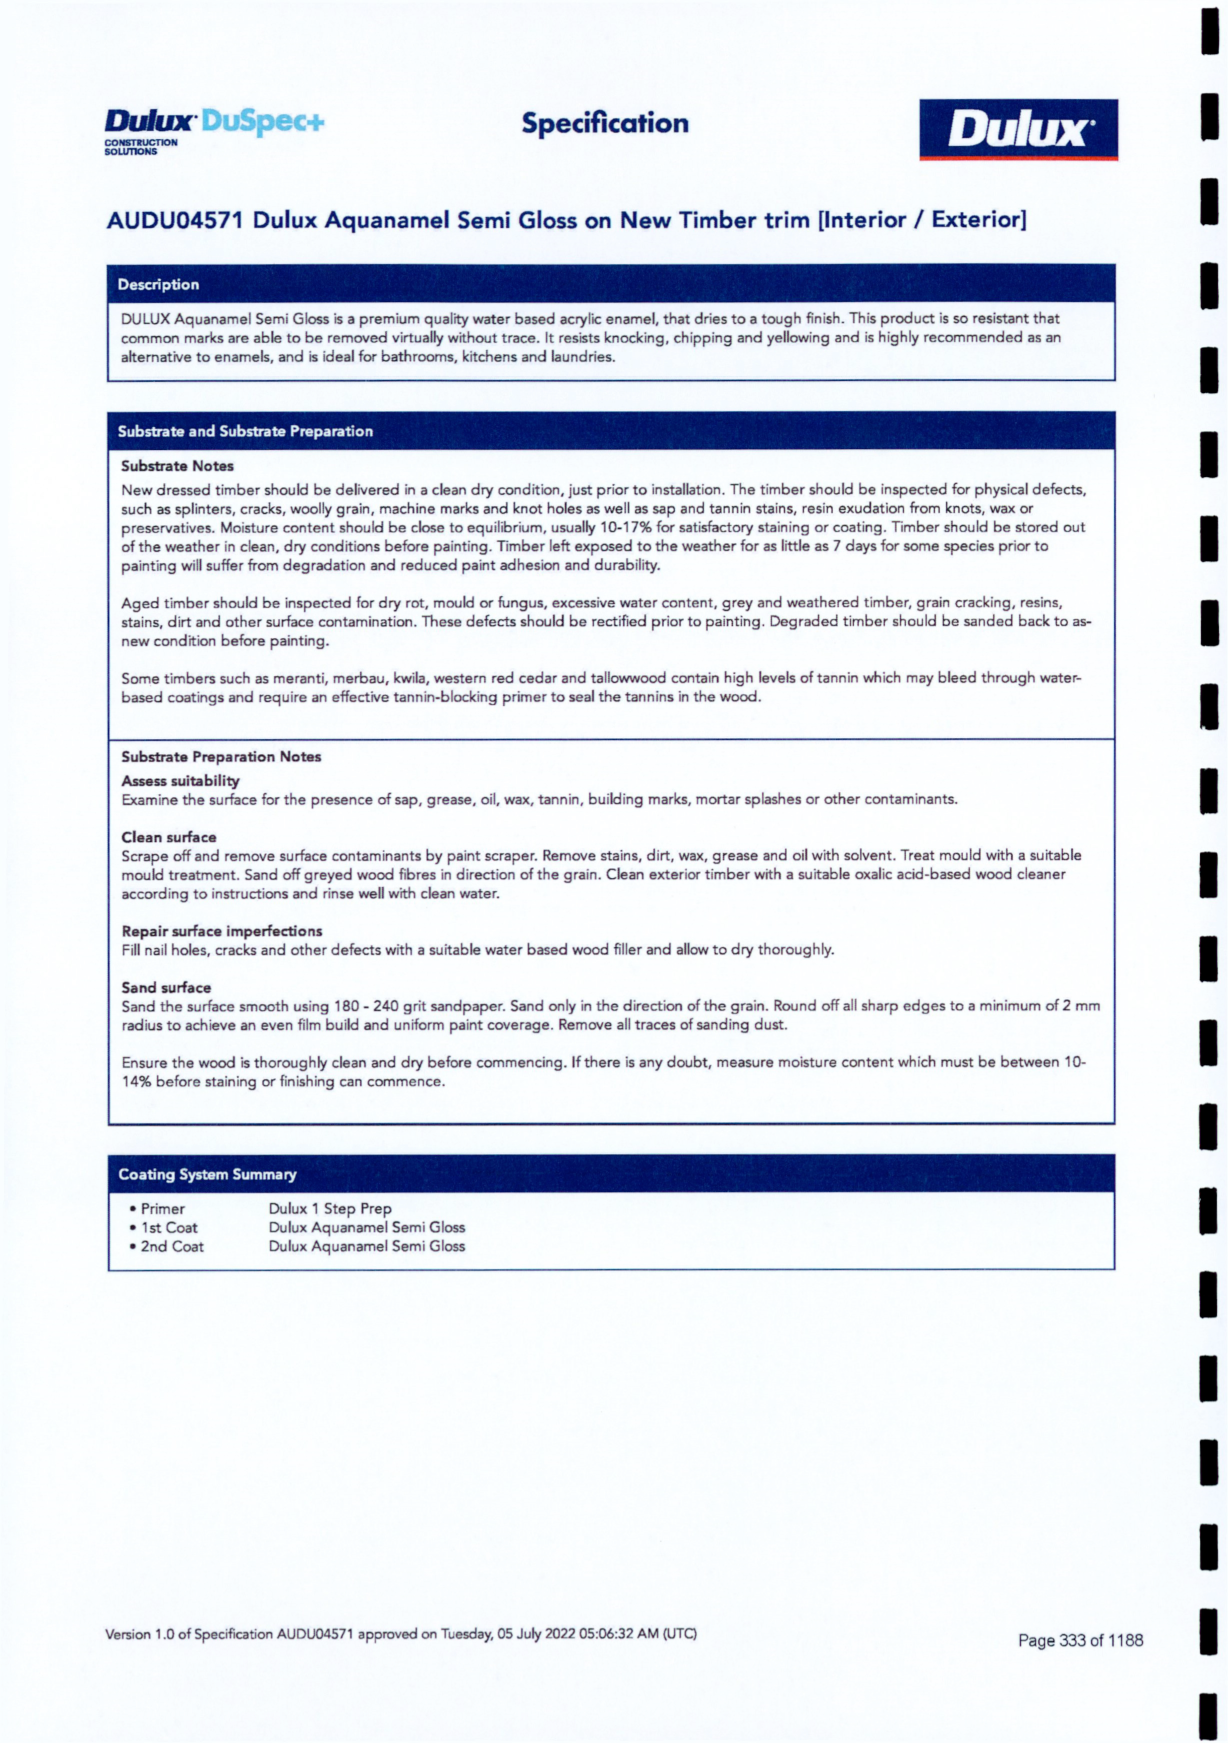 Dulux DuSpec+
CONSTRUCTION
SOLUTIONS
Specification
Dulux
AUDU04571 Dulux Aquanamel Semi Gloss on New Timber trim [Interior / Exterior]
Description
DULUX Aquanamel Semi Gloss is a premium quality water based acrylic enamel, that dries to a tough finish. This product is so resistant that
common marks are able to be removed virtually without trace. It resists knocking, chipping and yellowing and is highly recommended as an
alternative to enamels, and is ideal for bathrooms, kitchens and laundries.
Substrate and Substrate Preparation
Substrate Notes
New dressed timber should be delivered in a clean dry condition, just prior to installation. The timber should be inspected for physical defects,
such as splinters, cracks, woolly grain, machine marks and knot holes as well as sap and tannin stains, resin exudation from knots, wax or
preservatives. Moisture content should be close to equilibrium, usually 10-17% for satisfactory staining or coating. Timber should be stored out
of the weather in clean, dry conditions before painting. Timber left exposed to the weather for as little as 7 days for some species prior to
painting will suffer from degradation and reduced paint adhesion and durability.
Aged timber should be inspected for dry rot, mould or fungus, excessive water content, grey and weathered timber, grain cracking, resins,
stains, dirt and other surface contamination. These defects should be rectified prior to painting. Degraded timber should be sanded back to as-
new condition before painting.
Some timbers such as meranti, merbau, kwila, western red cedar and tallowwood contain high levels of tannin which may bleed through water-
based coatings and require an effective tannin-blocking primer to seal the tannins in the wood.
Substrate Preparation Notes
Assess suitability
Examine the surface for the presence of sap, grease, oil, wax, tannin, building marks, mortar splashes or other contaminants.
Clean surface
Scrape off and remove surface contaminants by paint scraper. Remove stains, dirt, wax, grease and oil with solvent. Treat mould with a suitable
mould treatment. Sand off greyed wood fibres in direction of the grain. Clean exterior timber with a suitable oxalic acid-based wood cleaner
according to instructions and rinse well with clean water.
Repair surface imperfections
Fill nail holes, cracks and other defects with a suitable water based wood filler and allow to dry thoroughly.
Sand surface
Sand the surface smooth using 180 - 240 grit sandpaper. Sand only in the direction of the grain. Round off all sharp edges to a minimum of 2 mm
radius to achieve an even film build and uniform paint coverage. Remove all traces of sanding dust.
Ensure the wood is thoroughly clean and dry before commencing. If there is any doubt, measure moisture content which must be between 10-
14% before staining or finishing can commence.
Coating System Summary
• Primer Dulux 1 Step Prep
• 1st Coat Dulux Aquanamel Semi Gloss
• 2nd Coat Dulux Aquanamel Semi Gloss
Version 1.0 of Specification AUDU04571 approved on Tuesday, 05 July 2022 05:06:32 AM (UTC)
Page 333 of 1188